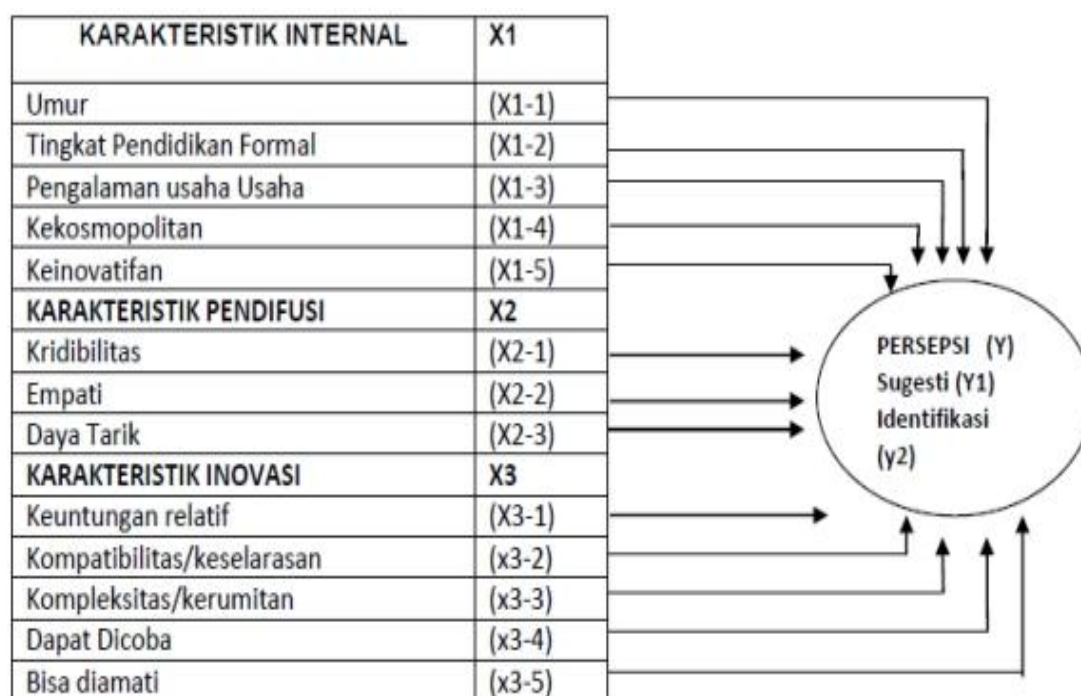 KARAKTERISTIK INTERNAL X1
Umur (X1-1)
Tingkat Pendidikan Formal (X1-2)
Pengalaman usaha Usaha (X1-3)
Kekosmopolitan (X1-4)
Keinovatifan (X1-5)
KARAKTERISTIK PENDIFUSI X2
Kridibilitas (X2-1)
Empati (X2-2)
Daya Tarik (X2-3)
KARAKTERISTIK INOVASI X3
Keuntungan relatif (X3-1)
Kompatibilitas/keselarasan (x3-2)
Kompleksitas/kerumitan (x3-3)
Dapat Dicoba (x3-4)
Bisa diamati (x3-5)
PERSEPSI (Y)
Sugesti (Y1)
Identifikasi
(y2)